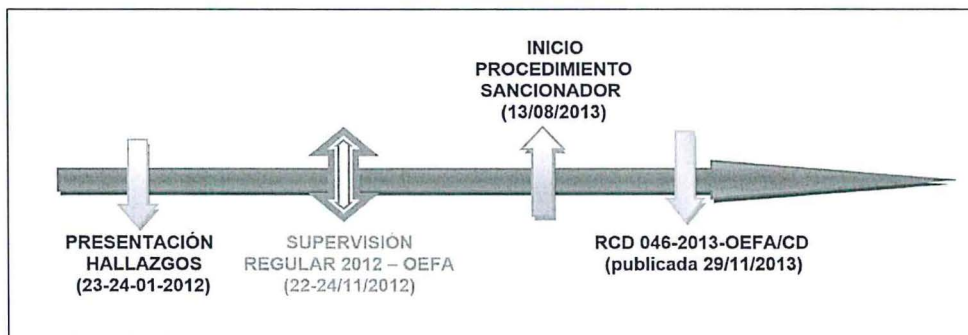 INICIO
PROCEDIMIENTO
SANCIONADOR
(13/08/2013)
PRESENTACIÓN
HALLAZGOS
(23-24-01-2012)
SUPERVISIÓN
REGULAR 2012 – OEFA
(22-24/11/2012)
RCD 046-2013-OEFA/CD
(publicada 29/11/2013)